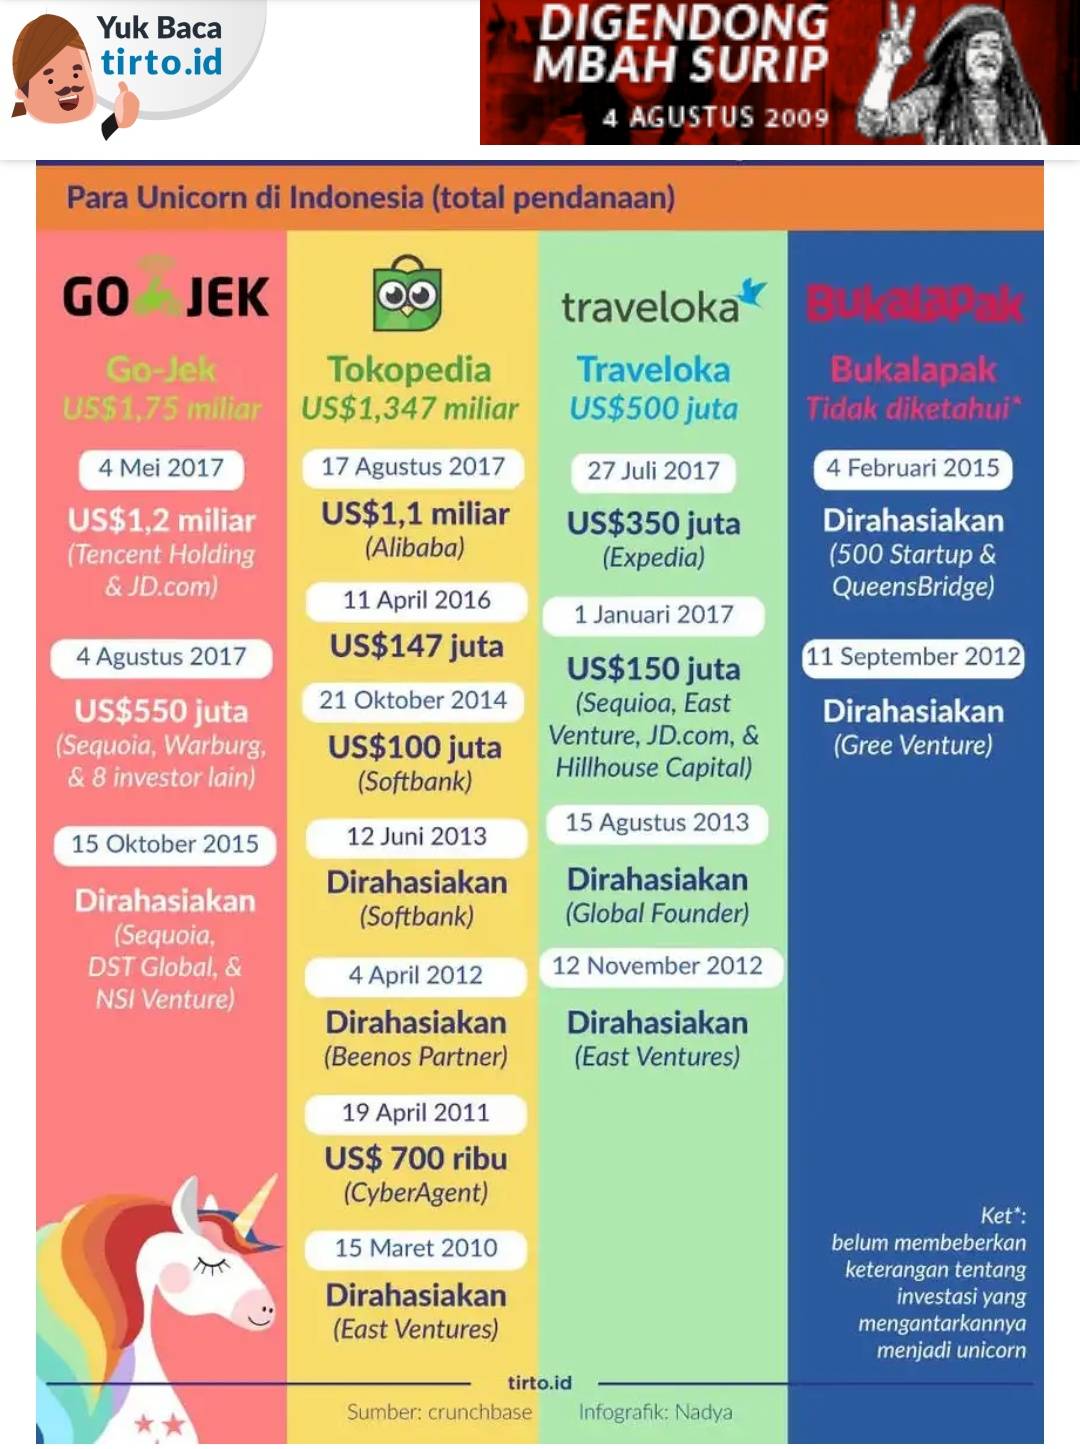 Yuk Baca
tirto.id
DIGENDONG
MBAH SURIP
4 AGUSTUS 2009
Para Unicorn di Indonesia (total pendanaan)
GO JEK
Go-Jek
US$1,75 miliar
4 Mei 2017
US$1,2 miliar
(Tencent Holding
& JD.com)
4 Agustus 2017
US$550 juta
(Sequoia, Warburg,
& 8 investor lain)
15 Oktober 2015
Dirahasiakan
(Sequoia,
DST Global, &
NSI Venture)
Tokopedia
US$1,347 miliar
17 Agustus 2017
US$1,1 miliar
(Alibaba)
11 April 2016
US$147 juta
21 Oktober 2014
US$100 juta
(Softbank)
12 Juni 2013
Dirahasiakan
(Softbank)
4 April 2012
Dirahasiakan
(Beenos Partner)
19 April 2011
US$ 700 ribu
(CyberAgent)
15 Maret 2010
Dirahasiakan
(East Ventures)
traveloka
Traveloka
US$500 juta
27 Juli 2017
US$350 juta
(Expedia)
1 Januari 2017
US$150 juta
(Sequioa, East
Venture, JD.com, &
Hillhouse Capital)
15 Agustus 2013
Dirahasiakan
(Global Founder)
12 November 2012
Dirahasiakan
(East Ventures)
BukalaPak
Bukalapak
Tidak diketahui*
4 Februari 2015
Dirahasiakan
(500 Startup &
QueensBridge)
11 September 2012
Dirahasiakan
(Gree Venture)
Ket*:
belum membeberkan
keterangan tentang
investasi yang
mengantarkannya
menjadi unicorn
tirto.id
Sumber: crunchbase
Infografik: Nadya